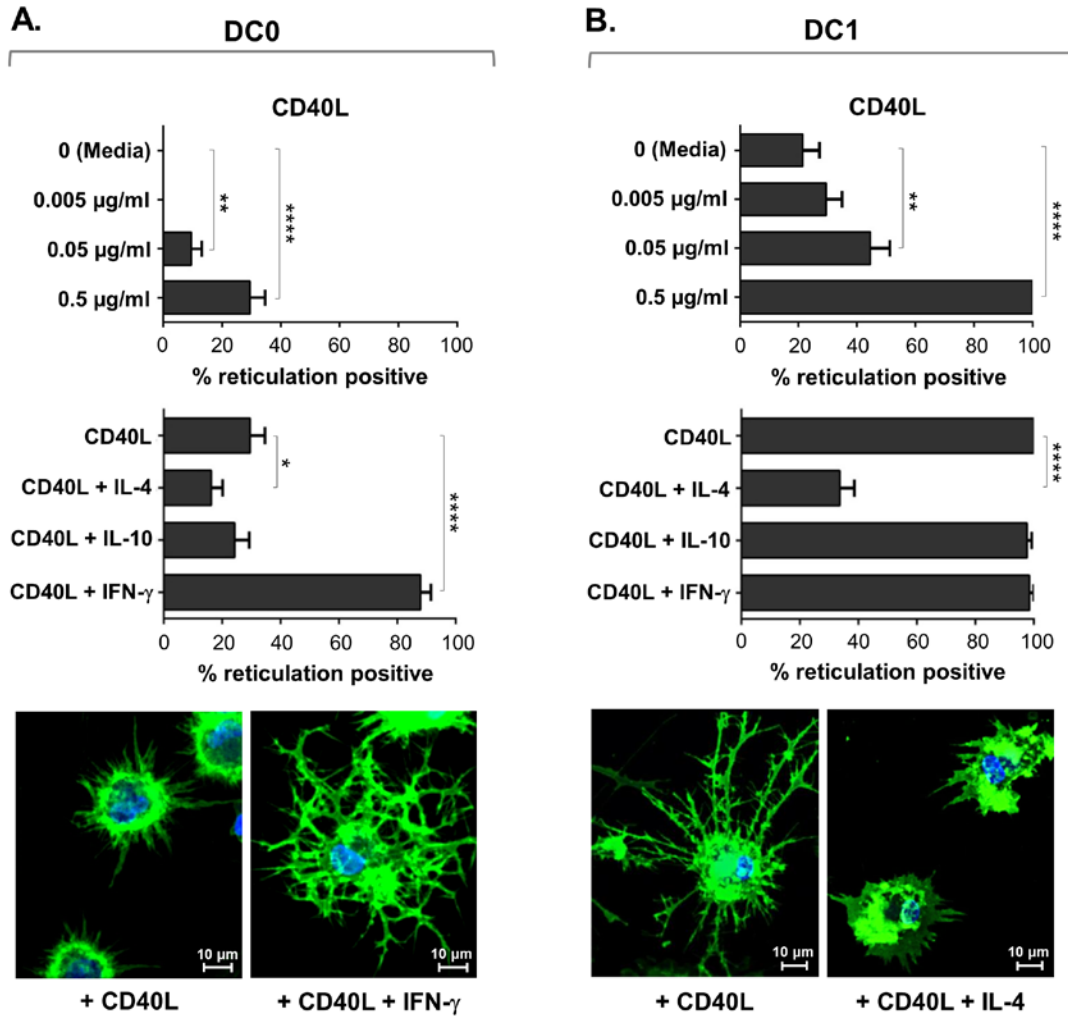 A.
DC0
CD40L
0 (Media)
0.005 µg/ml
0.05 µg/ml
0.5 µg/ml
**
****
0 20 40 60 80 100
% reticulation positive
CD40L
CD40L + IL-4
CD40L + IL-10
CD40L + IFN-γ
*
****
0 20 40 60 80 100
% reticulation positive
10 µm
10 µm
+ CD40L
+ CD40L + IFN-γ
B.
DC1
CD40L
0 (Media)
0.005 µg/ml
0.05 µg/ml
0.5 µg/ml
**
****
0 20 40 60 80 100
% reticulation positive
CD40L
CD40L + IL-4
CD40L + IL-10
CD40L + IFN-γ
****
0 20 40 60 80 100
% reticulation positive
10 µm
10 µm
+ CD40L
+ CD40L + IL-4